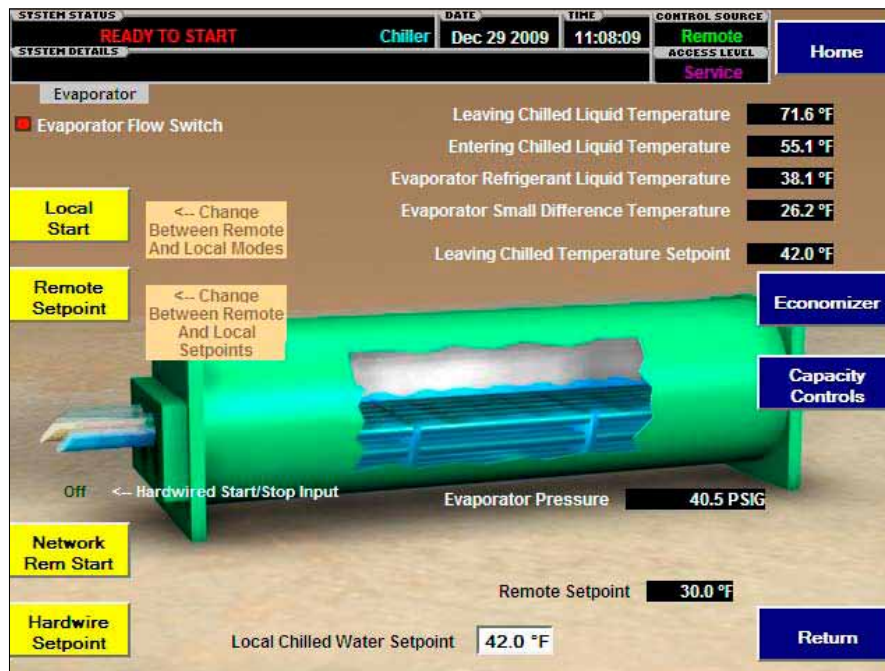 SYSTEM STATUS
DATE
TIME
CONTROL SOURCE
READY TO START
Chiller
Dec 29 2009
11:08:09
Remote
Home
SYSTEM DETAILS
ACCESS LEVEL
Service
Evaporator
Evaporator Flow Switch
Leaving Chilled Liquid Temperature 71.6 °F
Entering Chilled Liquid Temperature 55.1 °F
Evaporator Refrigerant Liquid Temperature 38.1 °F
Evaporator Small Difference Temperature 26.2 °F
Leaving Chilled Temperature Setpoint 42.0 °F
Local
Start
<-- Change
Between Remote
And Local Modes
Remote
Setpoint
<-- Change
Between Remote
And Local
Setpoints
Economizer
Capacity
Controls
Off <-- Hardwired Start/Stop Input
Evaporator Pressure 40.5 PSIG
Network
Rem Start
Remote Setpoint 30.0 °F
Hardwire
Setpoint
Local Chilled Water Setpoint 42.0 °F
Return